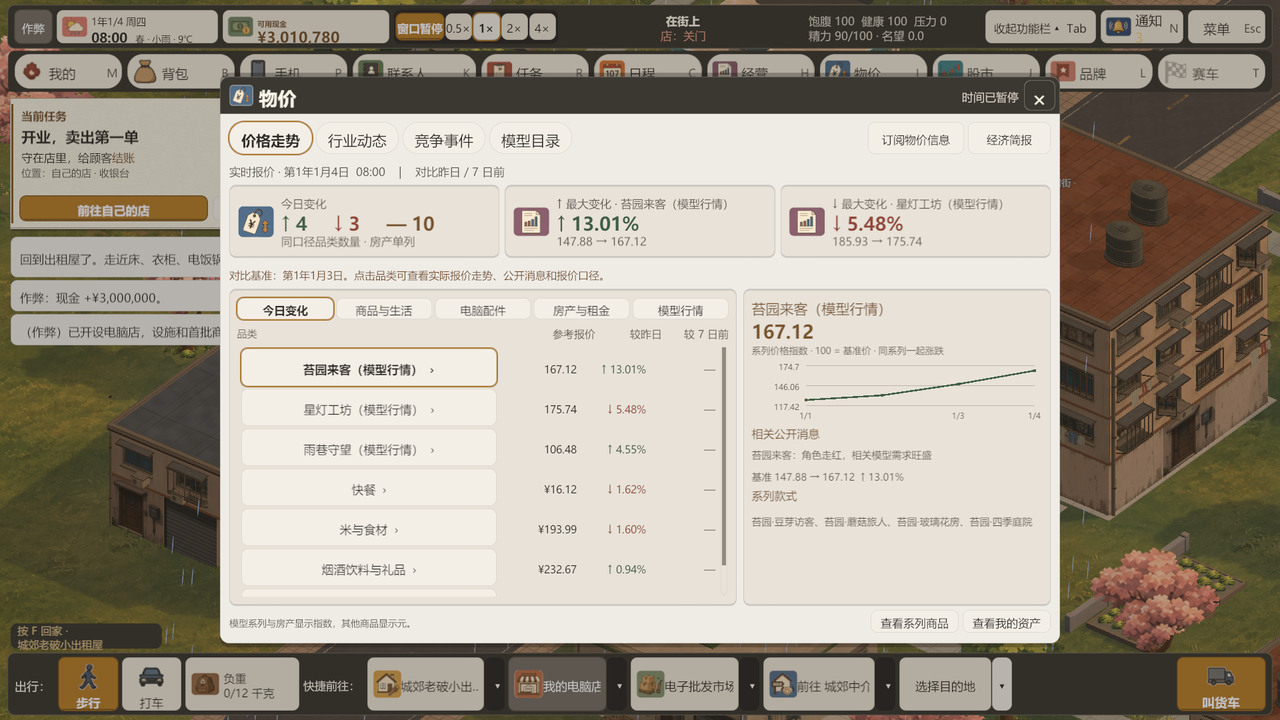 作弊
1年1/4 周四
08:00 春·小雨·9℃
可用现金
¥3,010,780
窗口暂停 0.5× 1× 2× 4×
在街上
店：关门
饱腹 100 健康 100 压力 0
精力 90/100 · 名望 0.0
收起功能栏 Tab
通知 N
菜单 Esc
我的 M
背包 B
手机 P
联系人 K
任务 R
日程 C
经营 H
物价
股市 J
品牌 L
赛车 T
当前任务
开业，卖出第一单
守在店里，给顾客结账
位置：自己的店 · 收银台
前往自己的店
回到出租屋了。走近床、衣柜、电饭锅
作弊：现金 +¥3,000,000。
（作弊）已开设电脑店，设施和首批商
物价
时间已暂停 ×
价格走势 行业动态 竞争事件 模型目录
订阅物价信息 经济简报
实时报价 · 第1年1月4日 08:00 | 对比昨日 / 7 日前
今日变化
↑4 ↓3 —10
同口径品类数量 · 房产单列
↑ 最大变化 · 苔园来客（模型行情）
↑ 13.01%
147.88 → 167.12
↓ 最大变化 · 星灯工坊（模型行情）
↓ 5.48%
185.93 → 175.74
对比基准：第1年1月3日。点击品类可查看实际报价走势、公开消息和报价口径。
今日变化 商品与生活 电脑配件 房产与租金 模型行情
品类 参考报价 较昨日 较 7 日前
苔园来客（模型行情） › 167.12 ↑ 13.01% —
星灯工坊（模型行情） › 175.74 ↓ 5.48% —
雨巷守望（模型行情） › 106.48 ↑ 4.55% —
快餐 › ¥16.12 ↓ 1.62% —
米与食材 › ¥193.99 ↓ 1.60% —
烟酒饮料与礼品 › ¥232.67 ↑ 0.94% —
苔园来客（模型行情）
167.12
系列价格指数 · 100 = 基准价 · 同系列一起涨跌
174.7
146.06
117.42
1/1 1/3 1/4
相关公开消息
苔园来客：角色走红，相关模型需求旺盛
基准 147.88 → 167.12 ↑ 13.01%
系列款式
苔园·豆芽访客、苔园·蘑菇旅人、苔园·玻璃花房、苔园·四季庭院
模型系列与房产显示指数，其他商品显示元。
查看系列商品 查看我的资产
按 F 回家 ·
城郊老破小出租屋
出行：
步行
打车
负重
0/12 千克
快捷前往：
城郊老破小出..
我的电脑店
电子批发市场
前往 城郊中介
选择目的地
叫货车